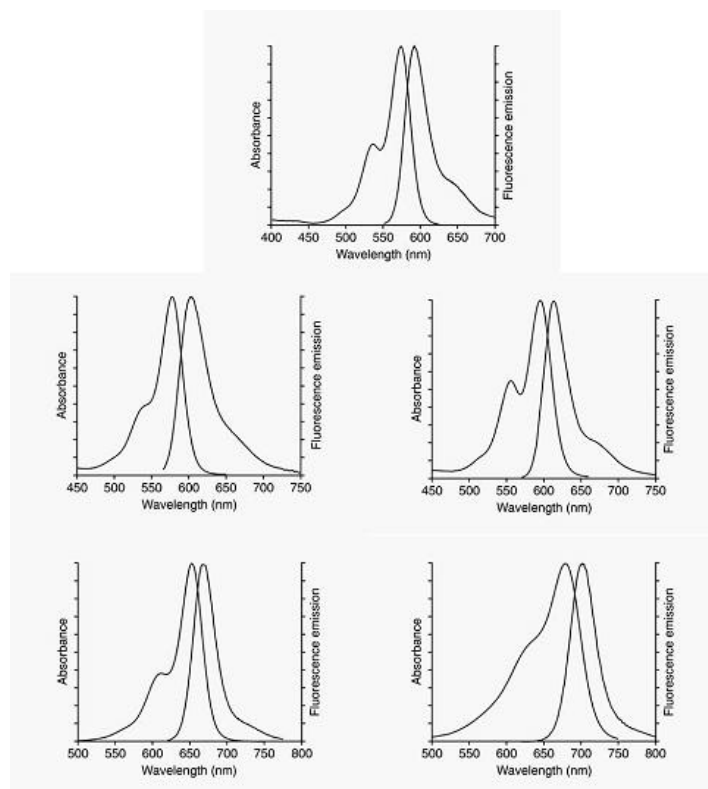 Absorbance
Fluorescence emission
400 450 500 550 600 650 700
Wavelength (nm)
Absorbance
Fluorescence emission
450 500 550 600 650 700 750
Wavelength (nm)
Absorbance
Fluorescence emission
450 500 550 600 650 700 750
Wavelength (nm)
Absorbance
Fluorescence emission
500 550 600 650 700 750 800
Wavelength (nm)
Absorbance
Fluorescence emission
500 550 600 650 700 750 800
Wavelength (nm)